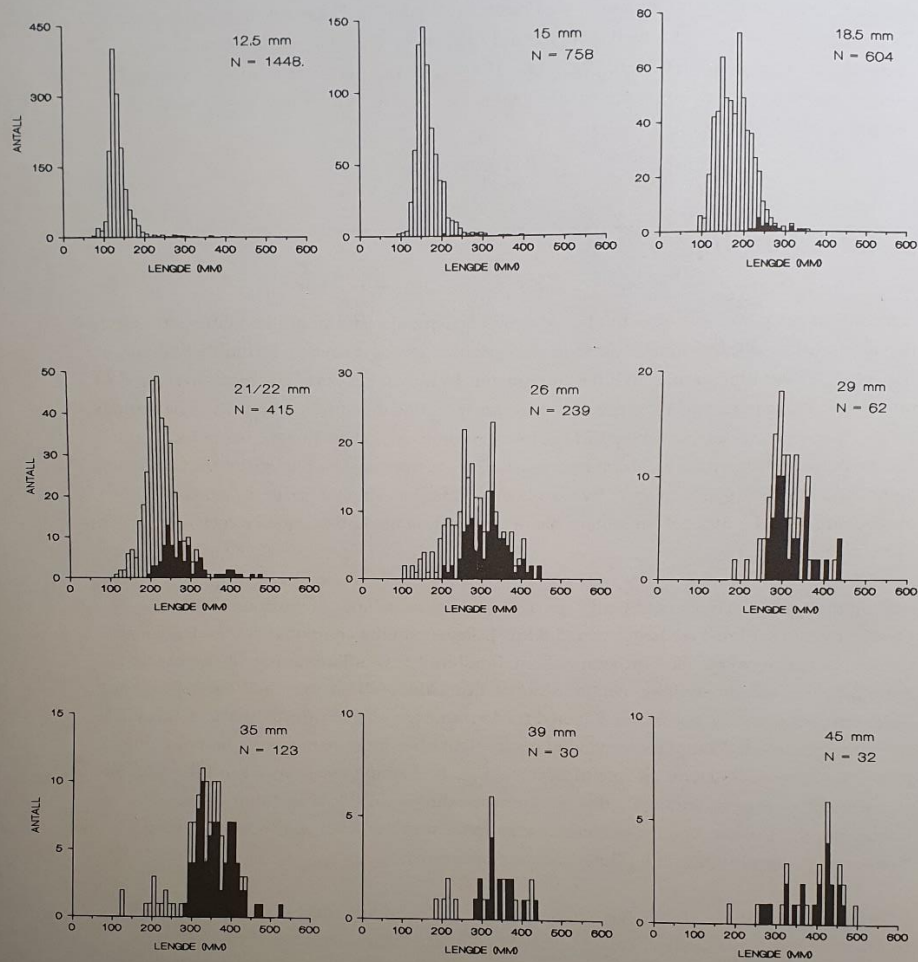 450
300
150
0
ANTALL
0 100 200 300 400 500 600
LENGDE (MM)
12.5 mm
N = 1448.
150
100
50
0
0 100 200 300 400 500 600
LENGDE (MM)
15 mm
N = 758
80
60
40
20
0
0 100 200 300 400 500 600
LENGDE (MM)
18.5 mm
N = 604
50
40
30
20
10
0
ANTALL
0 100 200 300 400 500 600
LENGDE (MM)
21/22 mm
N = 415
30
20
10
0
0 100 200 300 400 500 600
LENGDE (MM)
26 mm
N = 239
20
10
0
0 100 200 300 400 500 600
LENGDE (MM)
29 mm
N = 62
15
10
5
0
ANTALL
0 100 200 300 400 500 600
LENGDE (MM)
35 mm
N = 123
10
5
0
0 100 200 300 400 500 600
LENGDE (MM)
39 mm
N = 30
10
5
0
0 100 200 300 400 500 600
LENGDE (MM)
45 mm
N = 32